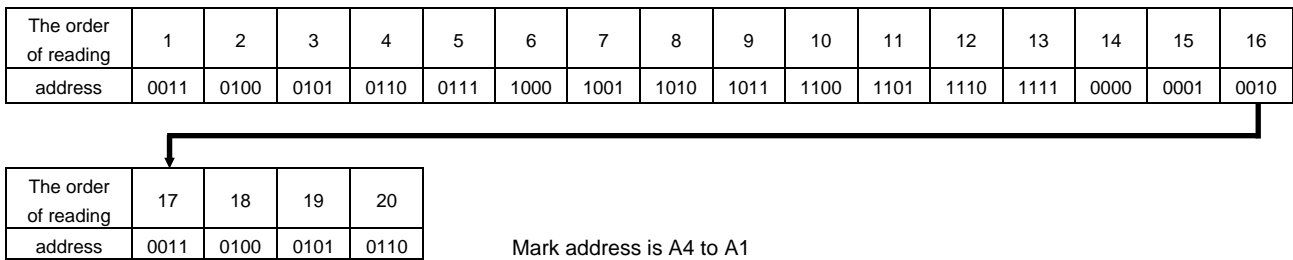 The order of reading 1 2 3 4 5 6 7 8 9 10 11 12 13 14 15 16
address 0011 0100 0101 0110 0111 1000 1001 1010 1011 1100 1101 1110 1111 0000 0001 0010
The order of reading 17 18 19 20
address 0011 0100 0101 0110
Mark address is A4 to A1